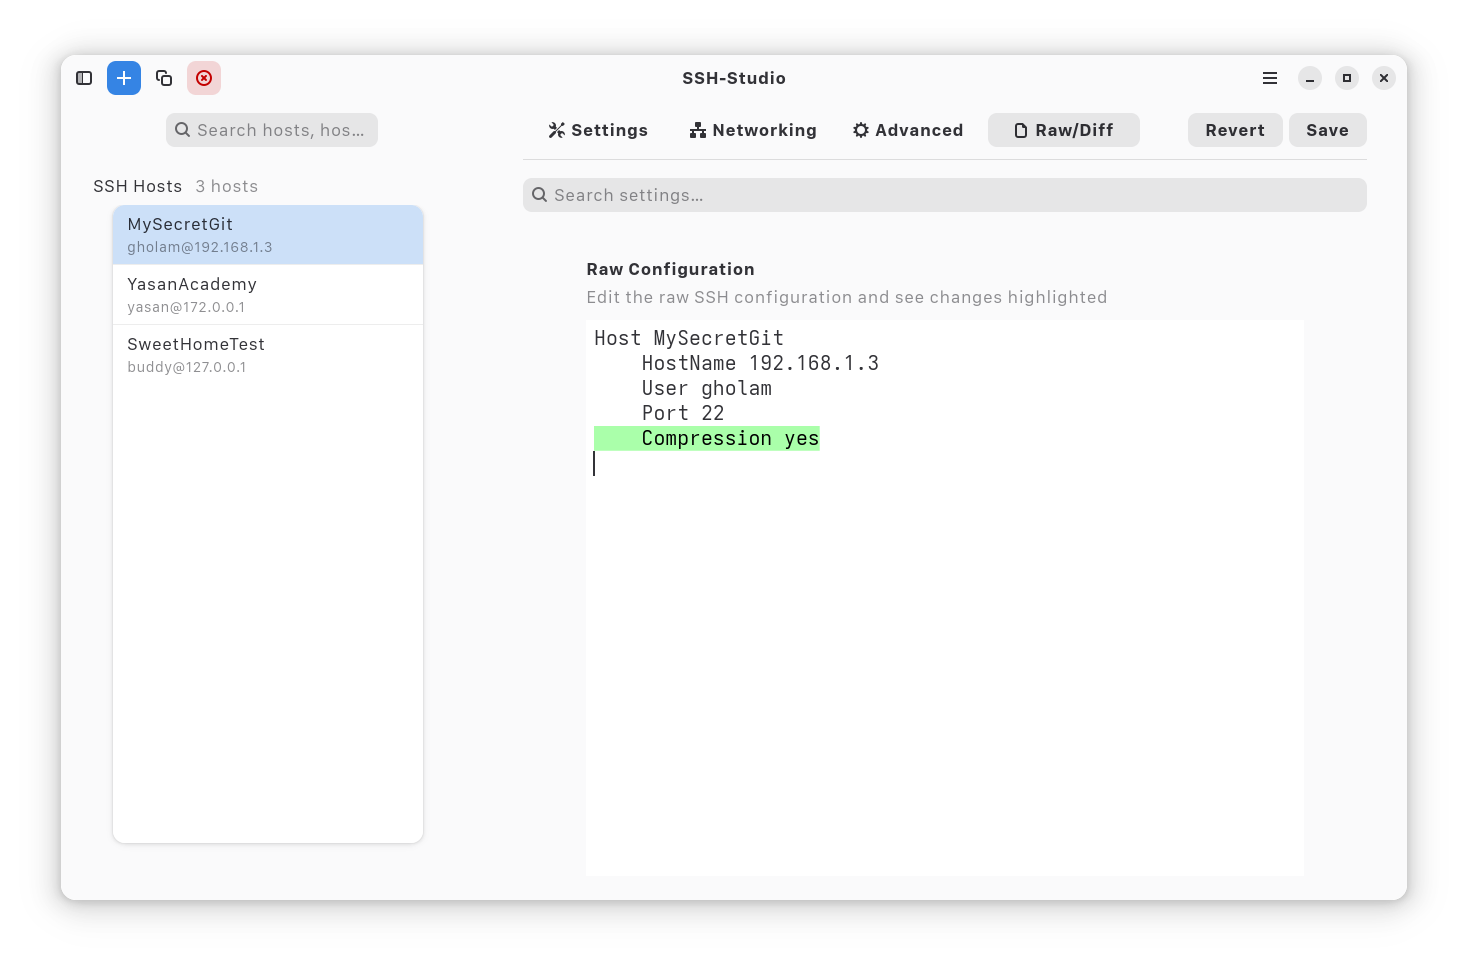 SSH-Studio
Search hosts, hos...
Settings
Networking
Advanced
Raw/Diff
Revert
Save
SSH Hosts 3 hosts
Search settings...
MySecretGit
gholam@192.168.1.3
YasanAcademy
yasan@172.0.0.1
SweetHomeTest
buddy@127.0.0.1
Raw Configuration
Edit the raw SSH configuration and see changes highlighted
Host MySecretGit
    HostName 192.168.1.3
    User gholam
    Port 22
    Compression yes